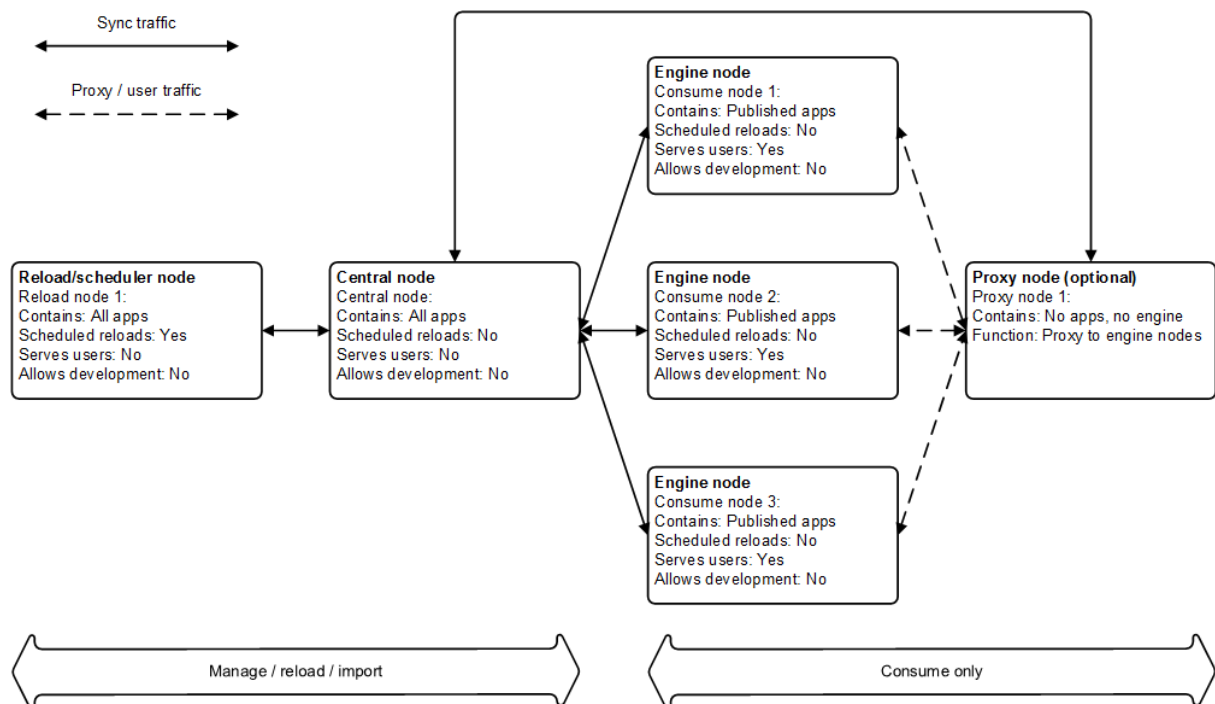 Sync traffic
Proxy / user traffic
Engine node
Consume node 1:
Contains: Published apps
Scheduled reloads: No
Serves users: Yes
Allows development: No
Reload/scheduler node
Reload node 1:
Contains: All apps
Scheduled reloads: Yes
Serves users: No
Allows development: No
Central node
Central node:
Contains: All apps
Scheduled reloads: No
Serves users: No
Allows development: No
Engine node
Consume node 2:
Contains: Published apps
Scheduled reloads: No
Serves users: Yes
Allows development: No
Proxy node (optional)
Proxy node 1:
Contains: No apps, no engine
Function: Proxy to engine nodes
Engine node
Consume node 3:
Contains: Published apps
Scheduled reloads: No
Serves users: Yes
Allows development: No
Manage / reload / import
Consume only